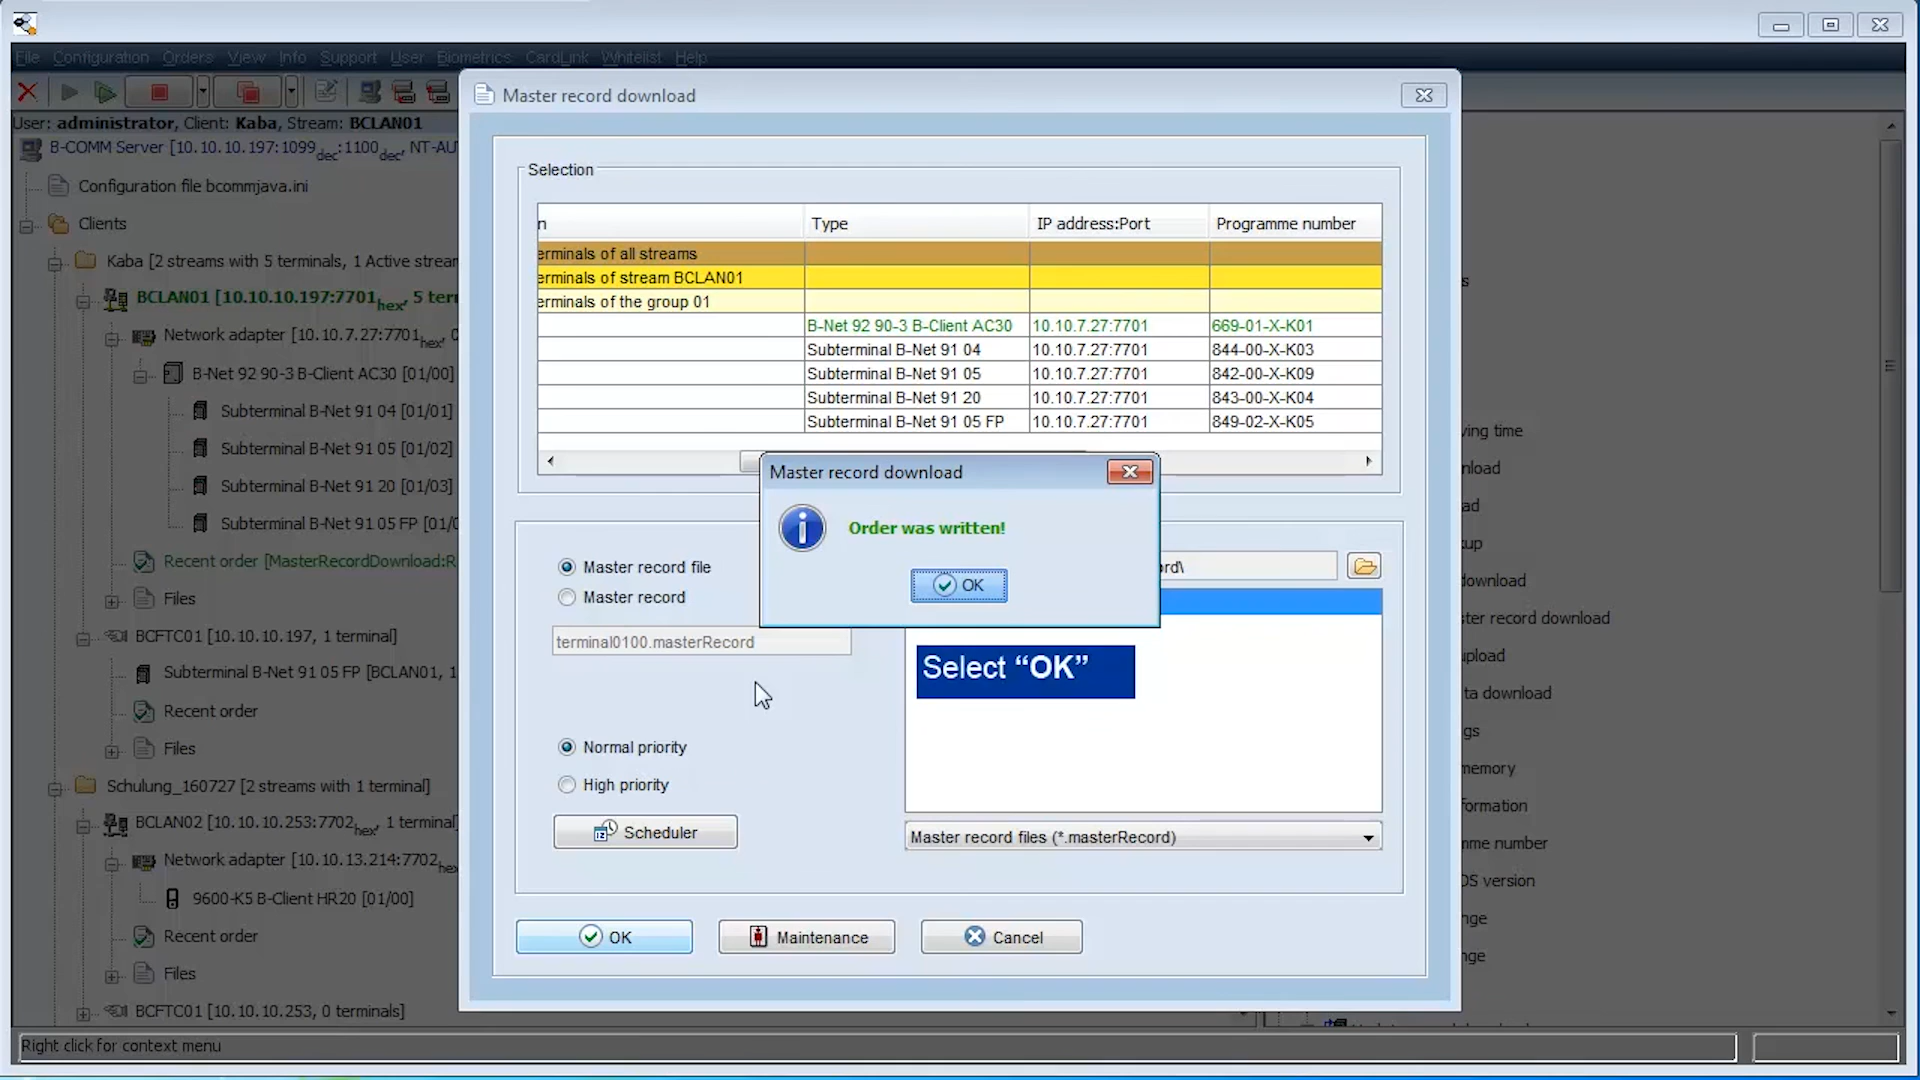 File Configuration Orders View Info Support User Biometrics CardLink Whitelist Help
User: administrator, Client: Kaba, Stream: BCLAN01
B-COMM Server [10.10.10.197:1099dec:1100dec, NT-AU
Configuration file bcommjava.ini
Clients
Kaba [2 streams with 5 terminals, 1 Active stream
BCLAN01 [10.10.10.197:7701hex, 5 ter
Network adapter [10.10.7.27:7701hex,
B-Net 92 90-3 B-Client AC30 [01/00]
Subterminal B-Net 91 04 [01/01]
Subterminal B-Net 91 05 [01/02]
Subterminal B-Net 91 20 [01/03]
Subterminal B-Net 91 05 FP [01/0
Recent order [MasterRecordDownload:R
Files
BCFTC01 [10.10.10.197, 1 terminal]
Subterminal B-Net 91 05 FP [BCLAN01, 1
Recent order
Files
Schulung_160727 [2 streams with 1 terminal]
BCLAN02 [10.10.10.253:7702hex, 1 terminal]
Network adapter [10.10.13.214:7702hex,
9600-K5 B-Client HR20 [01/00]
Recent order
Files
BCFTC01 [10.10.10.253, 0 terminals]
Right click for context menu
Master record download
Selection
n Type IP address:Port Programme number
erminals of all streams
erminals of stream BCLAN01
erminals of the group 01
B-Net 92 90-3 B-Client AC30 10.10.7.27:7701 669-01-X-K01
Subterminal B-Net 91 04 10.10.7.27:7701 844-00-X-K03
Subterminal B-Net 91 05 10.10.7.27:7701 842-00-X-K09
Subterminal B-Net 91 20 10.10.7.27:7701 843-00-X-K04
Subterminal B-Net 91 05 FP 10.10.7.27:7701 849-02-X-K05
Master record download
Order was written!
OK
Master record file
Master record
terminal0100.masterRecord
ord\
Select “OK”
Normal priority
High priority
Scheduler
Master record files (*.masterRecord)
OK
Maintenance
Cancel
s
ving time
nload
ad
kup
download
ster record download
upload
ta download
gs
memory
formation
mme number
OS version
nge
nge